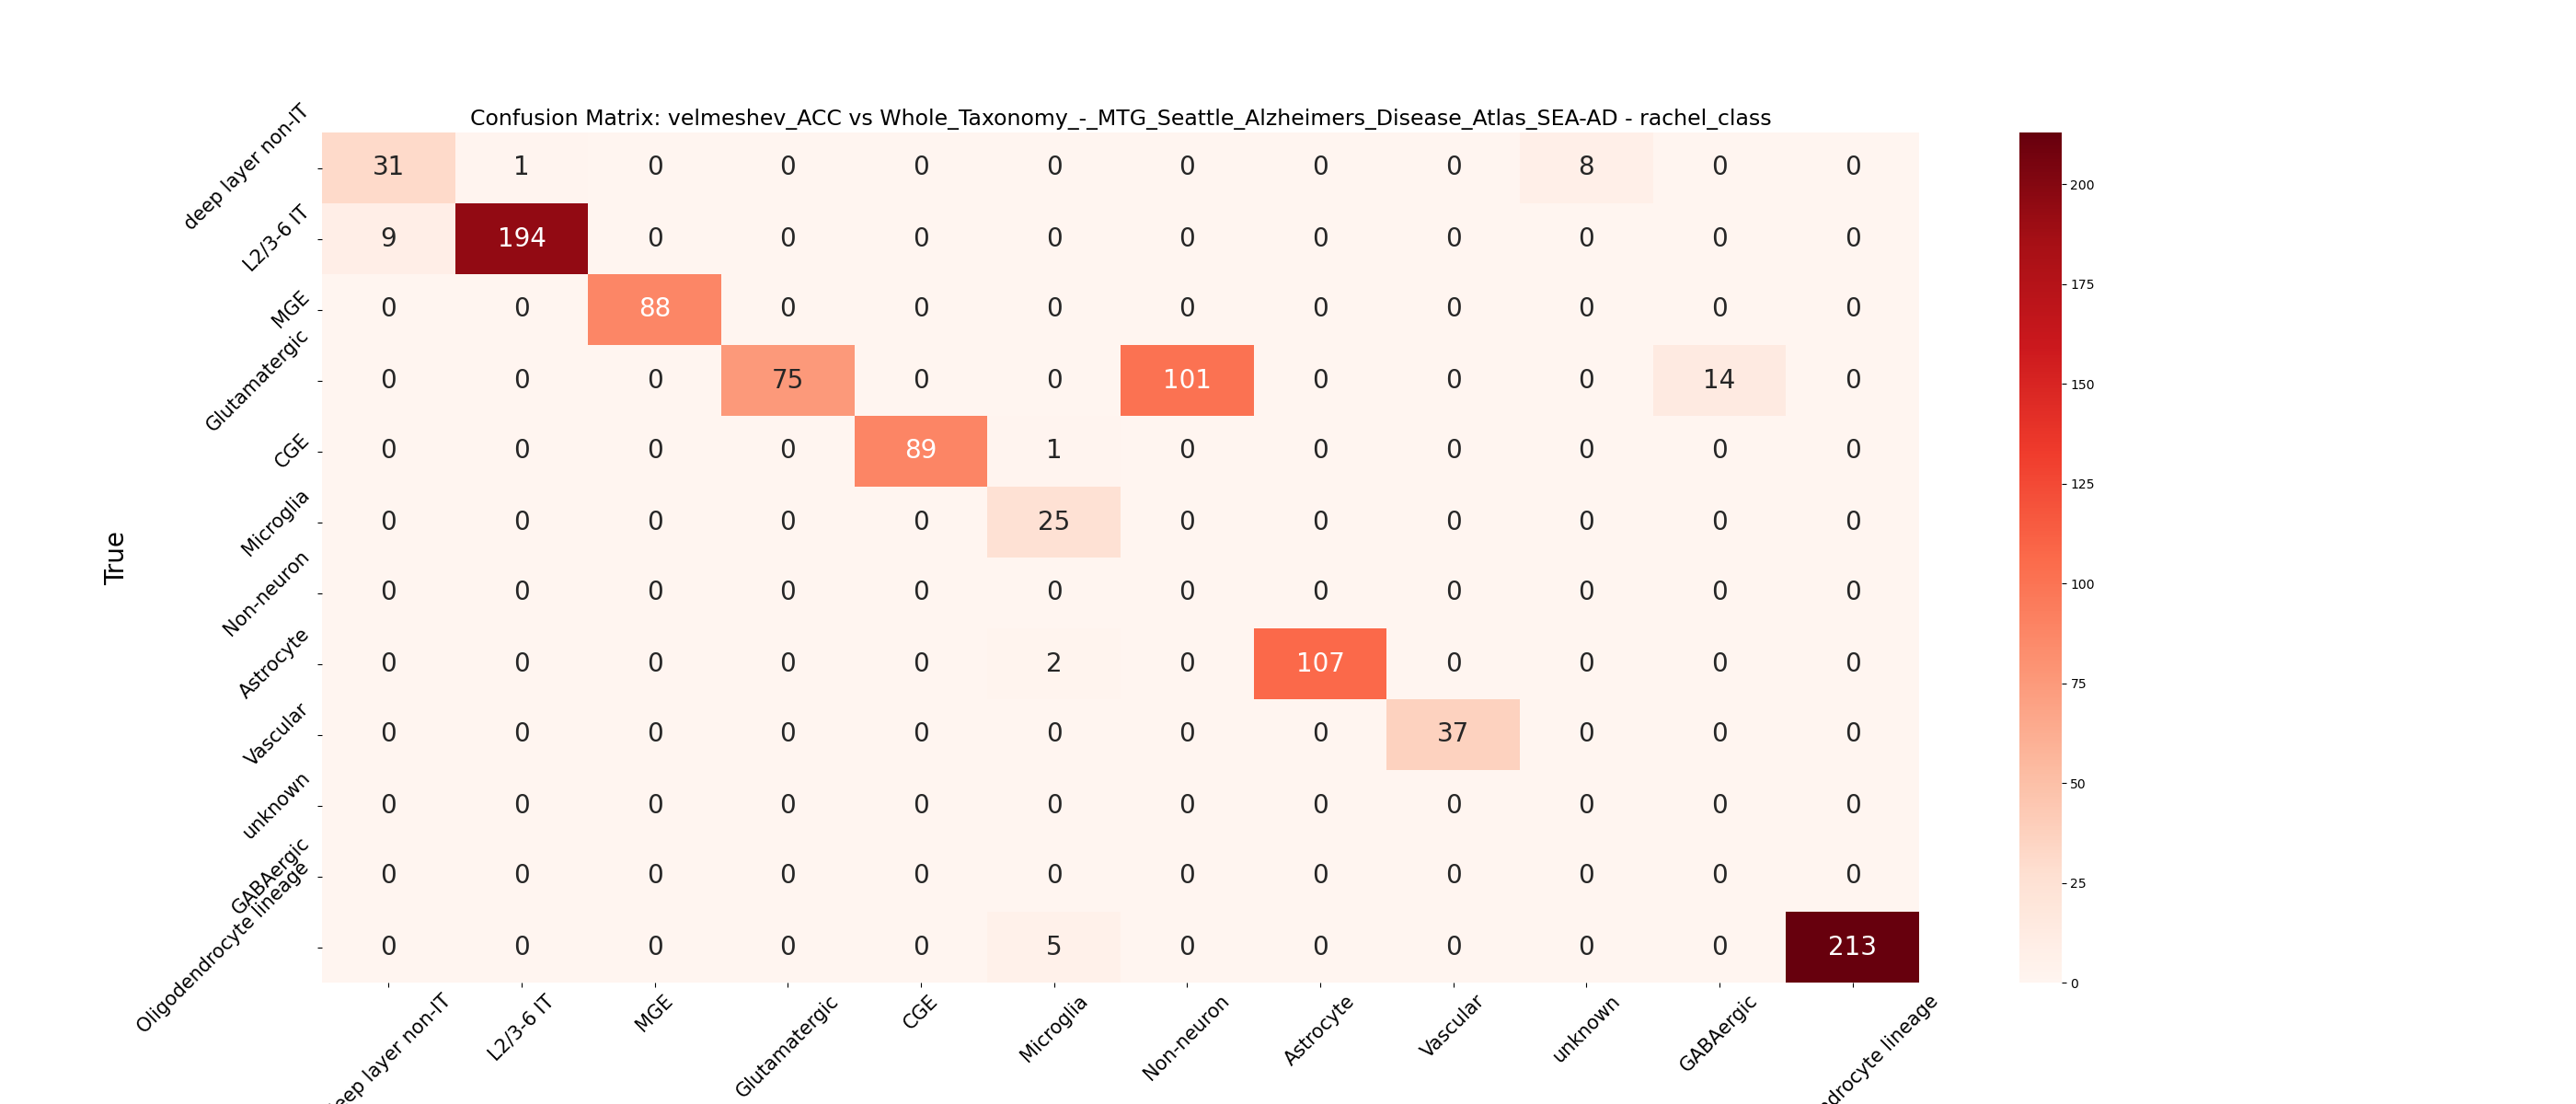 Confusion Matrix: velmeshev_ACC vs Whole_Taxonomy_-_MTG_Seattle_Alzheimers_Disease_Atlas_SEA-AD - rachel_class
deep layer non-IT 31 1 0 0 0 0 0 0 0 8 0 0
L2/3-6 IT 9 194 0 0 0 0 0 0 0 0 0 0
MGE 0 0 88 0 0 0 0 0 0 0 0 0
Glutamatergic 0 0 0 75 0 0 101 0 0 0 14 0
CGE 0 0 0 0 89 1 0 0 0 0 0 0
Microglia 0 0 0 0 0 25 0 0 0 0 0 0
Non-neuron 0 0 0 0 0 0 0 0 0 0 0 0
Astrocyte 0 0 0 0 0 2 0 107 0 0 0 0
Vascular 0 0 0 0 0 0 0 0 37 0 0 0
unknown 0 0 0 0 0 0 0 0 0 0 0 0
GABAergic 0 0 0 0 0 0 0 0 0 0 0 0
Oligodendrocyte lineage 0 0 0 0 0 5 0 0 0 0 0 213
True
eep layer non-IT L2/3-6 IT MGE Glutamatergic CGE Microglia Non-neuron Astrocyte Vascular unknown GABAergic ndrocyte lineage
200
175
150
125
100
75
50
25
0